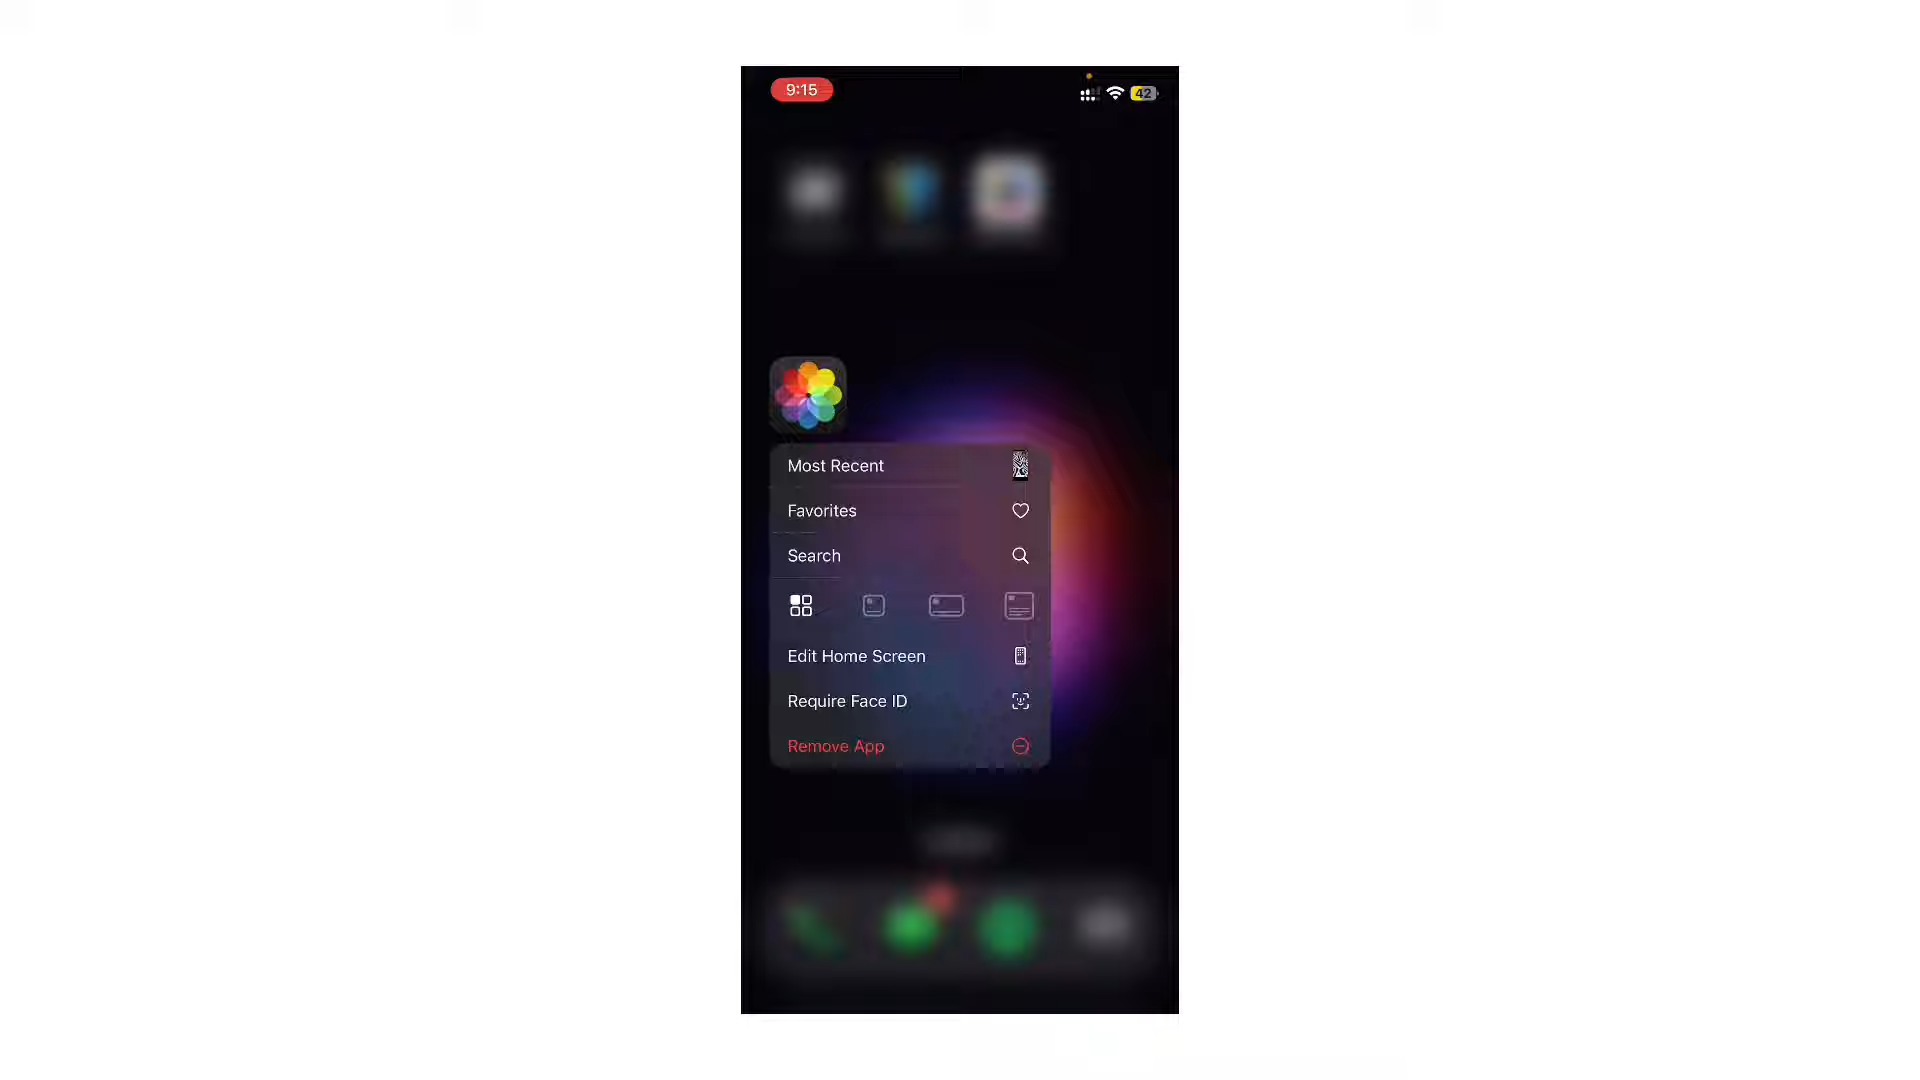 9:15
42
Most Recent
Favorites
Search
Edit Home Screen
Require Face ID
Remove App